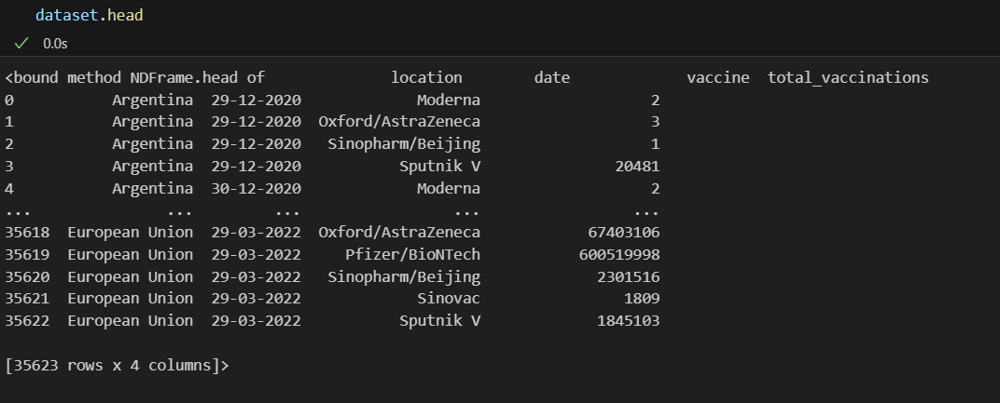 dataset.head
0.0s
<bound method NDFrame.head of location date vaccine total_vaccinations
0 Argentina 29-12-2020 Moderna 2
1 Argentina 29-12-2020 Oxford/AstraZeneca 3
2 Argentina 29-12-2020 Sinopharm/Beijing 1
3 Argentina 29-12-2020 Sputnik V 20481
4 Argentina 30-12-2020 Moderna 2
... ... ... ... ...
35618 European Union 29-03-2022 Oxford/AstraZeneca 67403106
35619 European Union 29-03-2022 Pfizer/BioNTech 600519998
35620 European Union 29-03-2022 Sinopharm/Beijing 2301516
35621 European Union 29-03-2022 Sinovac 1809
35622 European Union 29-03-2022 Sputnik V 1845103
[35623 rows x 4 columns]>